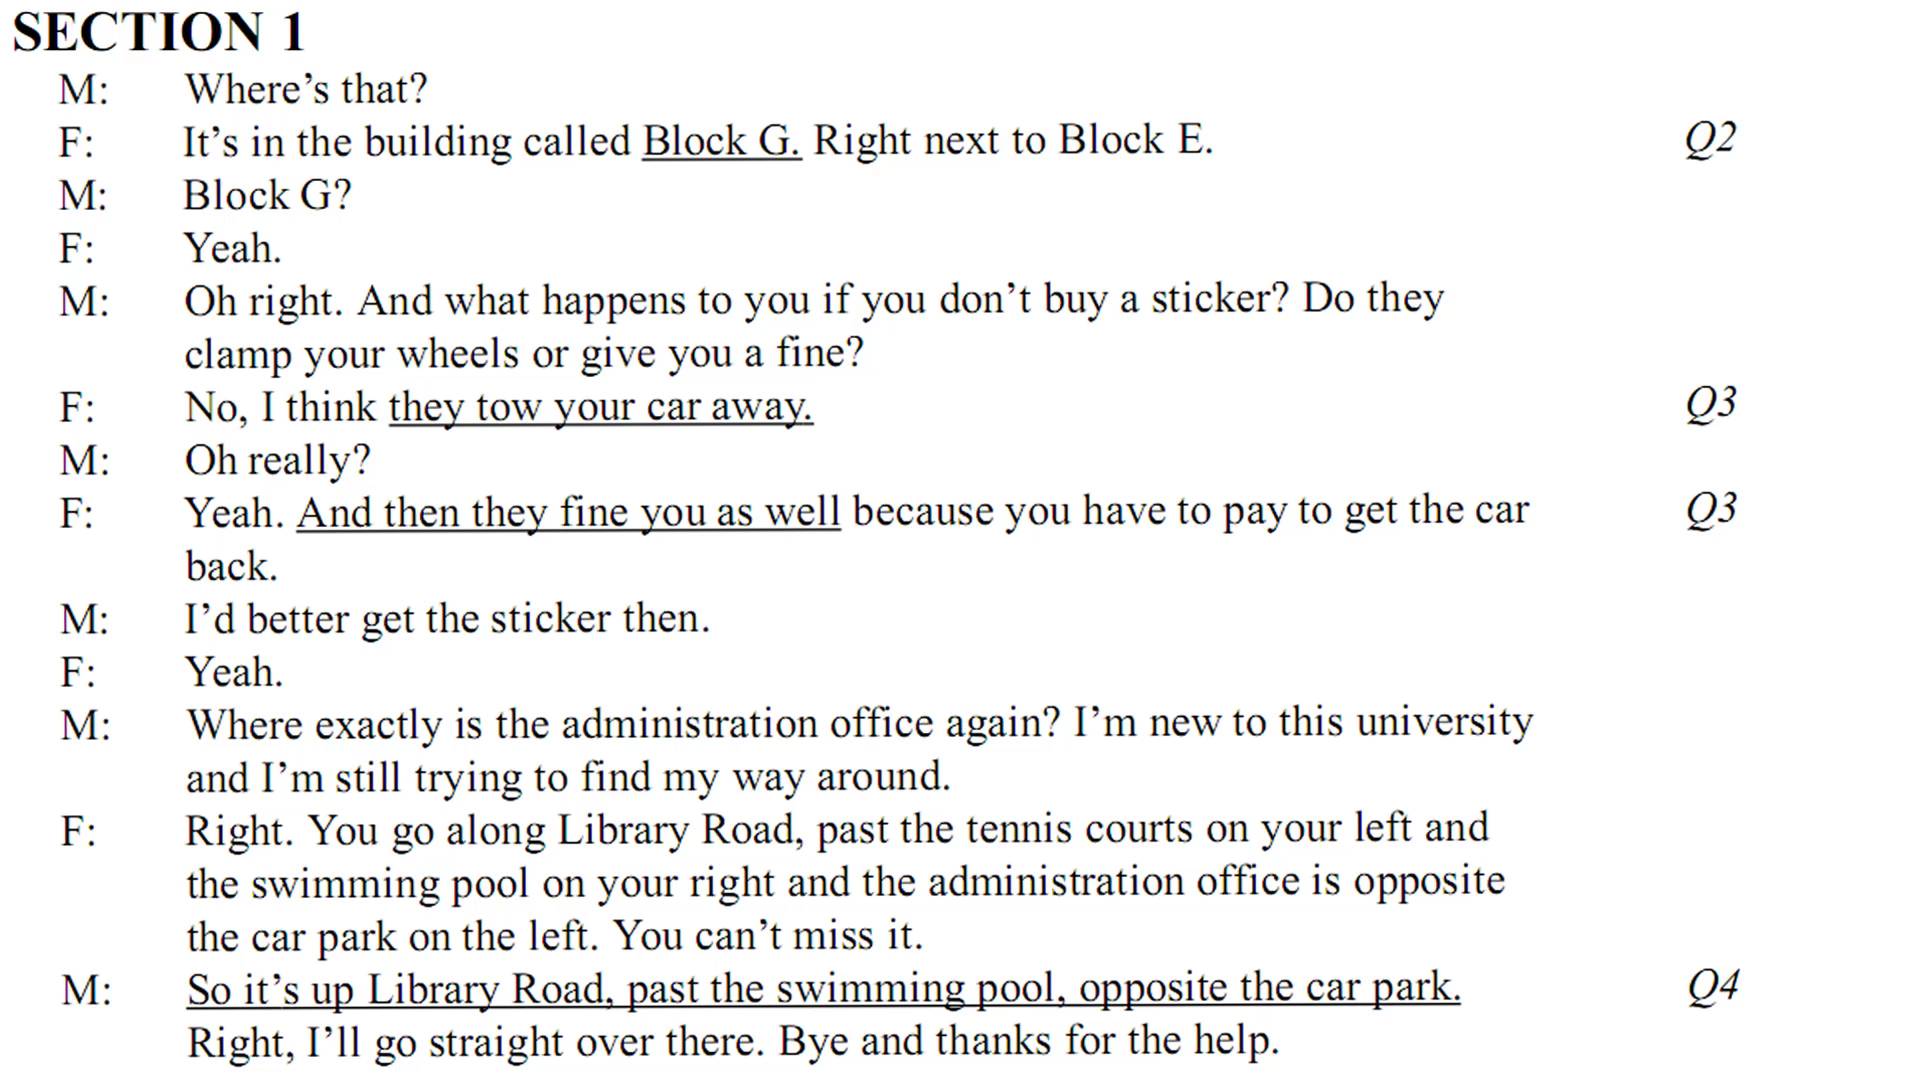 SECTION 1
M: Where's that?
F: It's in the building called Block G. Right next to Block E. Q2
M: Block G?
F: Yeah.
M: Oh right. And what happens to you if you don't buy a sticker? Do they
clamp your wheels or give you a fine?
F: No, I think they tow your car away. Q3
M: Oh really?
F: Yeah. And then they fine you as well because you have to pay to get the car Q3
back.
M: I'd better get the sticker then.
F: Yeah.
M: Where exactly is the administration office again? I'm new to this university
and I'm still trying to find my way around.
F: Right. You go along Library Road, past the tennis courts on your left and
the swimming pool on your right and the administration office is opposite
the car park on the left. You can't miss it.
M: So it's up Library Road, past the swimming pool, opposite the car park. Q4
Right, I'll go straight over there. Bye and thanks for the help.